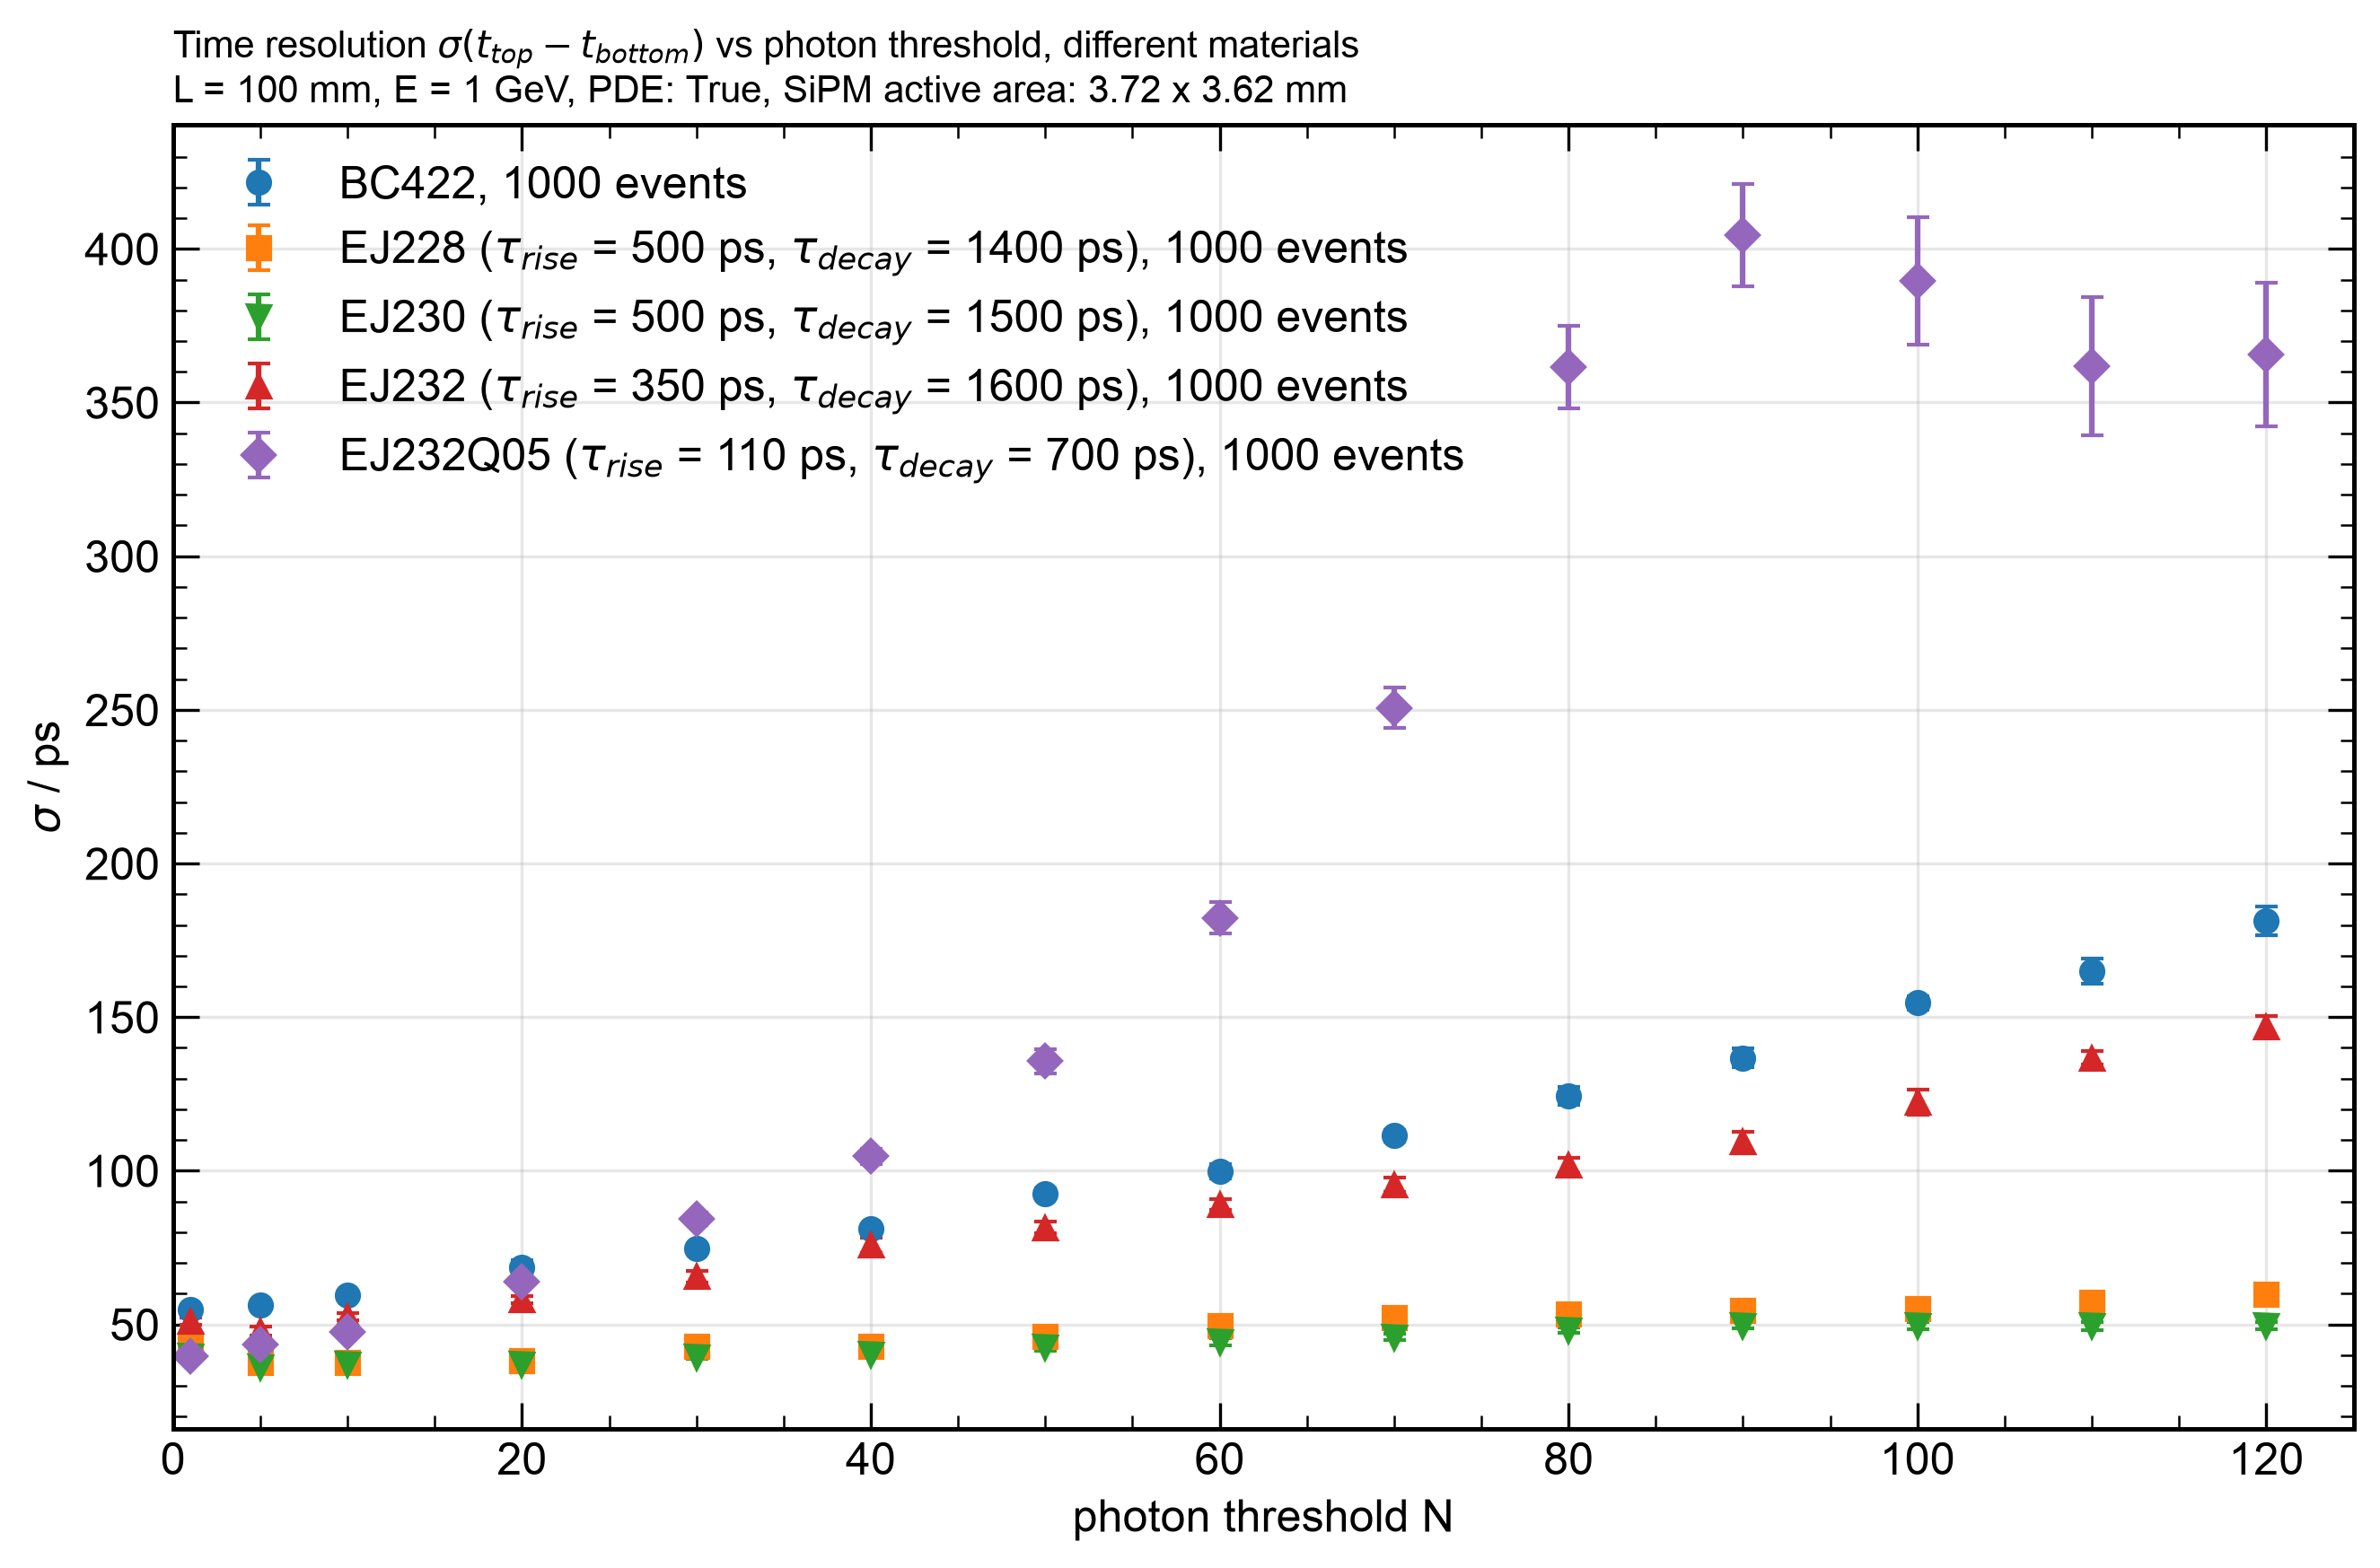 Time resolution σ(t_top − t_bottom) vs photon threshold, different materials
L = 100 mm, E = 1 GeV, PDE: True, SiPM active area: 3.72 x 3.62 mm
BC422, 1000 events
EJ228 (τ_rise = 500 ps, τ_decay = 1400 ps), 1000 events
EJ230 (τ_rise = 500 ps, τ_decay = 1500 ps), 1000 events
EJ232 (τ_rise = 350 ps, τ_decay = 1600 ps), 1000 events
EJ232Q05 (τ_rise = 110 ps, τ_decay = 700 ps), 1000 events
400
350
300
250
200
150
100
50
σ / ps
0 20 40 60 80 100 120
photon threshold N